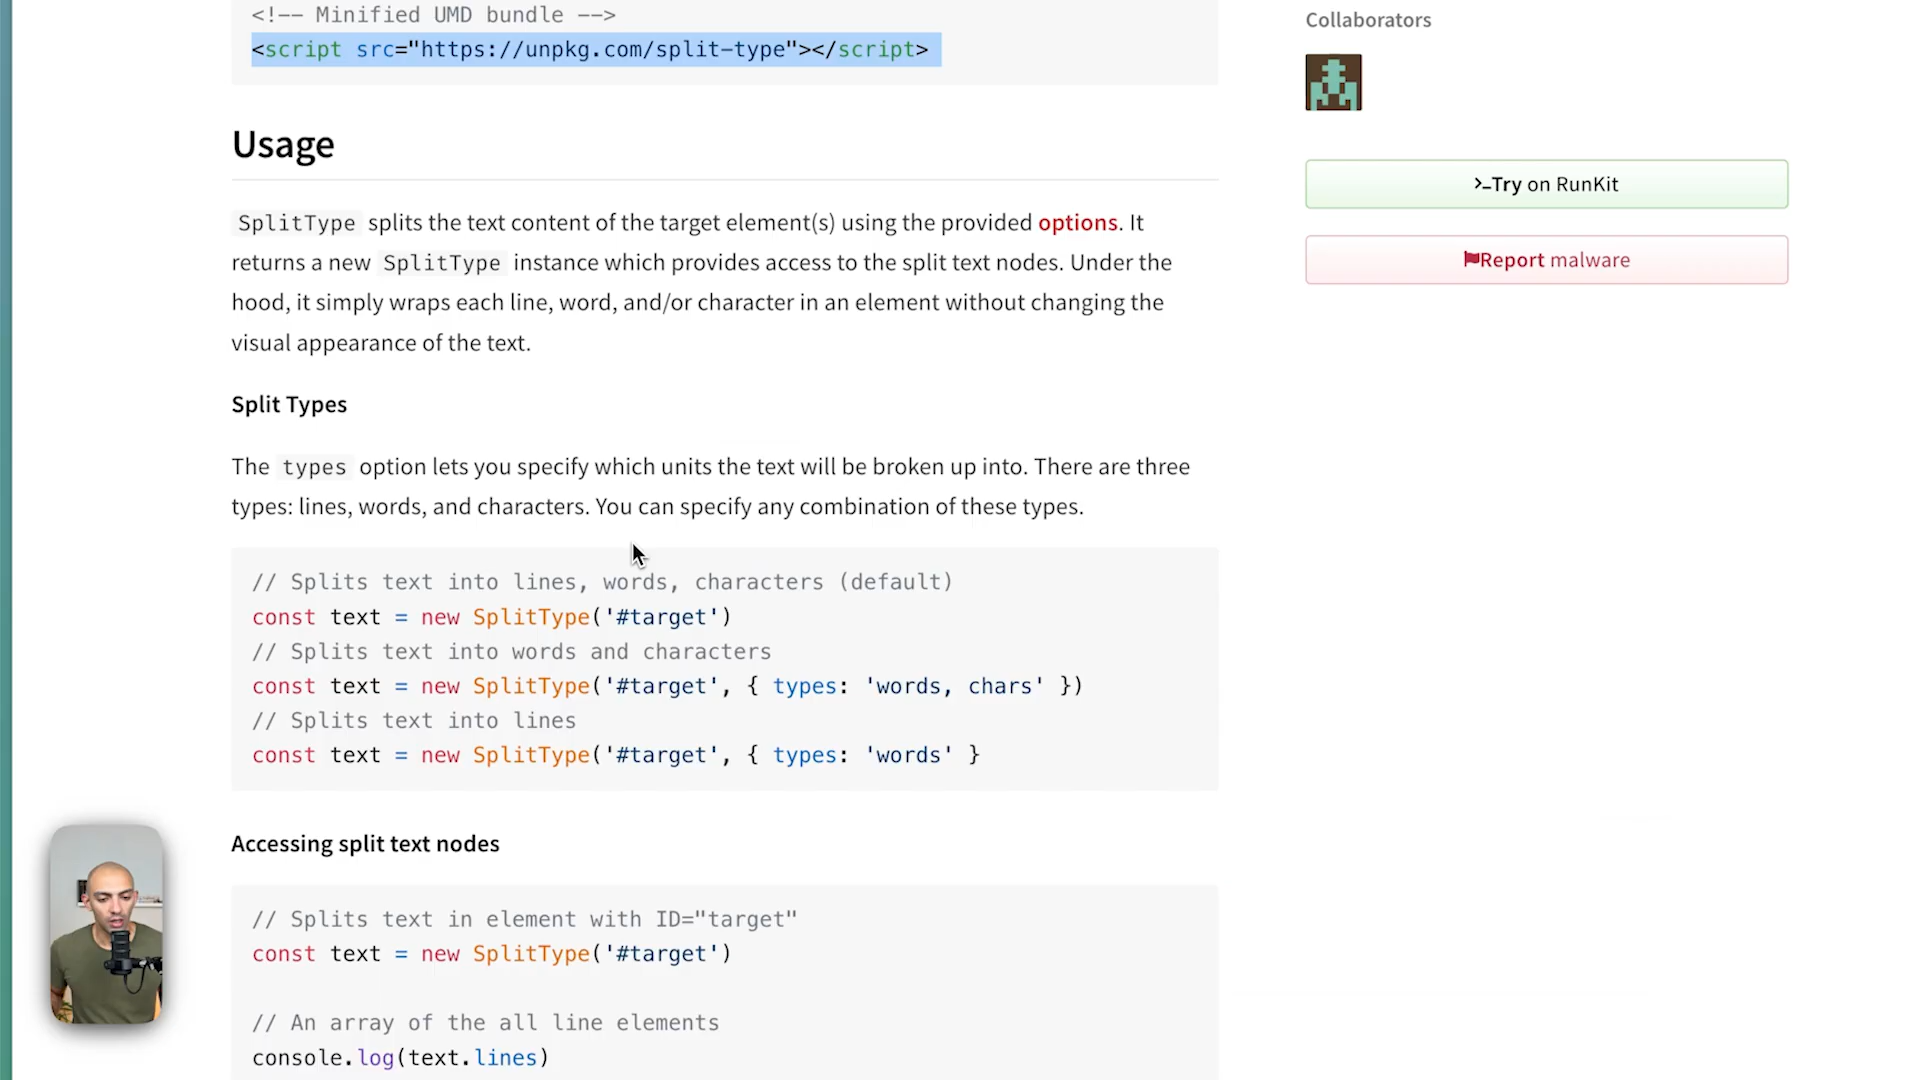 <!-- Minified UMD bundle -->
<script src="https://unpkg.com/split-type"></script>
Usage
SplitType splits the text content of the target element(s) using the provided options. It
returns a new SplitType instance which provides access to the split text nodes. Under the
hood, it simply wraps each line, word, and/or character in an element without changing the
visual appearance of the text.
Split Types
The types option lets you specify which units the text will be broken up into. There are three
types: lines, words, and characters. You can specify any combination of these types.
// Splits text into lines, words, characters (default)
const text = new SplitType('#target')
// Splits text into words and characters
const text = new SplitType('#target', { types: 'words, chars' })
// Splits text into lines
const text = new SplitType('#target', { types: 'words' }
Accessing split text nodes
// Splits text in element with ID="target"
const text = new SplitType('#target')
// An array of the all line elements
console.log(text.lines)
Collaborators
>_Try on RunKit
Report malware